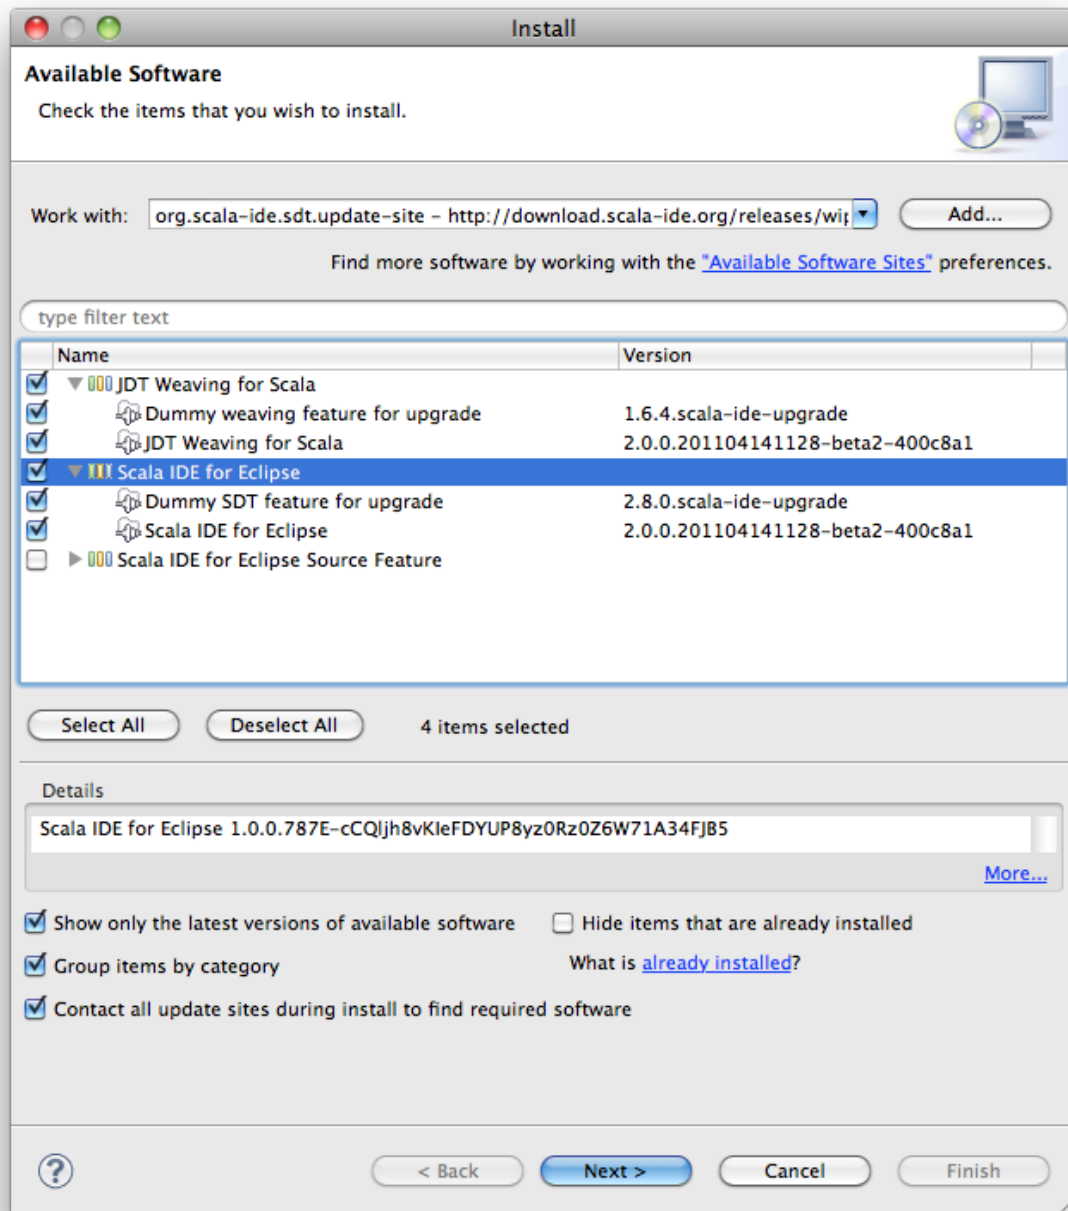 Install
Available Software
Check the items that you wish to install.
Work with: org.scala-ide.sdt.update-site - http://download.scala-ide.org/releases/wip Add...
Find more software by working with the "Available Software Sites" preferences.
type filter text
Name Version
JDT Weaving for Scala
Dummy weaving feature for upgrade 1.6.4.scala-ide-upgrade
JDT Weaving for Scala 2.0.0.201104141128-beta2-400c8a1
Scala IDE for Eclipse
Dummy SDT feature for upgrade 2.8.0.scala-ide-upgrade
Scala IDE for Eclipse 2.0.0.201104141128-beta2-400c8a1
Scala IDE for Eclipse Source Feature
Select All Deselect All 4 items selected
Details
Scala IDE for Eclipse 1.0.0.787E-cCQljh8vKIeFDYUP8yz0Rz0Z6W71A34FJB5
More...
Show only the latest versions of available software Hide items that are already installed
Group items by category What is already installed?
Contact all update sites during install to find required software
? < Back Next > Cancel Finish